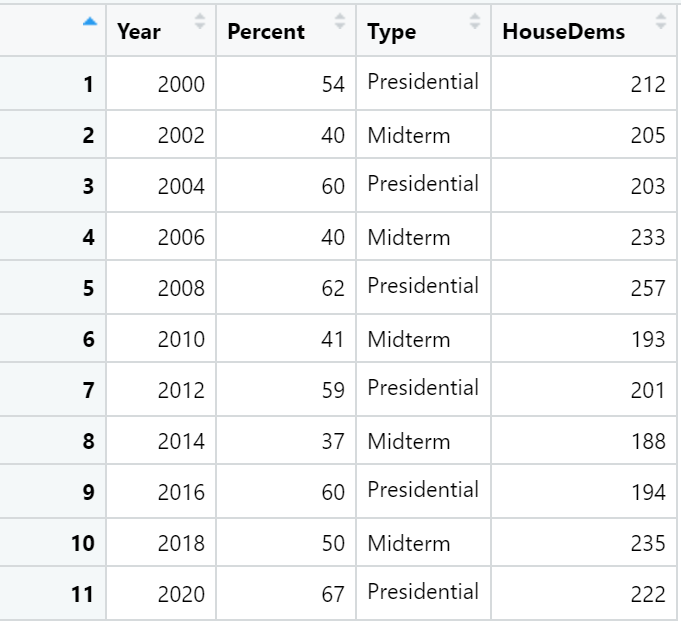 Year Percent Type HouseDems
1 2000 54 Presidential 212
2 2002 40 Midterm 205
3 2004 60 Presidential 203
4 2006 40 Midterm 233
5 2008 62 Presidential 257
6 2010 41 Midterm 193
7 2012 59 Presidential 201
8 2014 37 Midterm 188
9 2016 60 Presidential 194
10 2018 50 Midterm 235
11 2020 67 Presidential 222